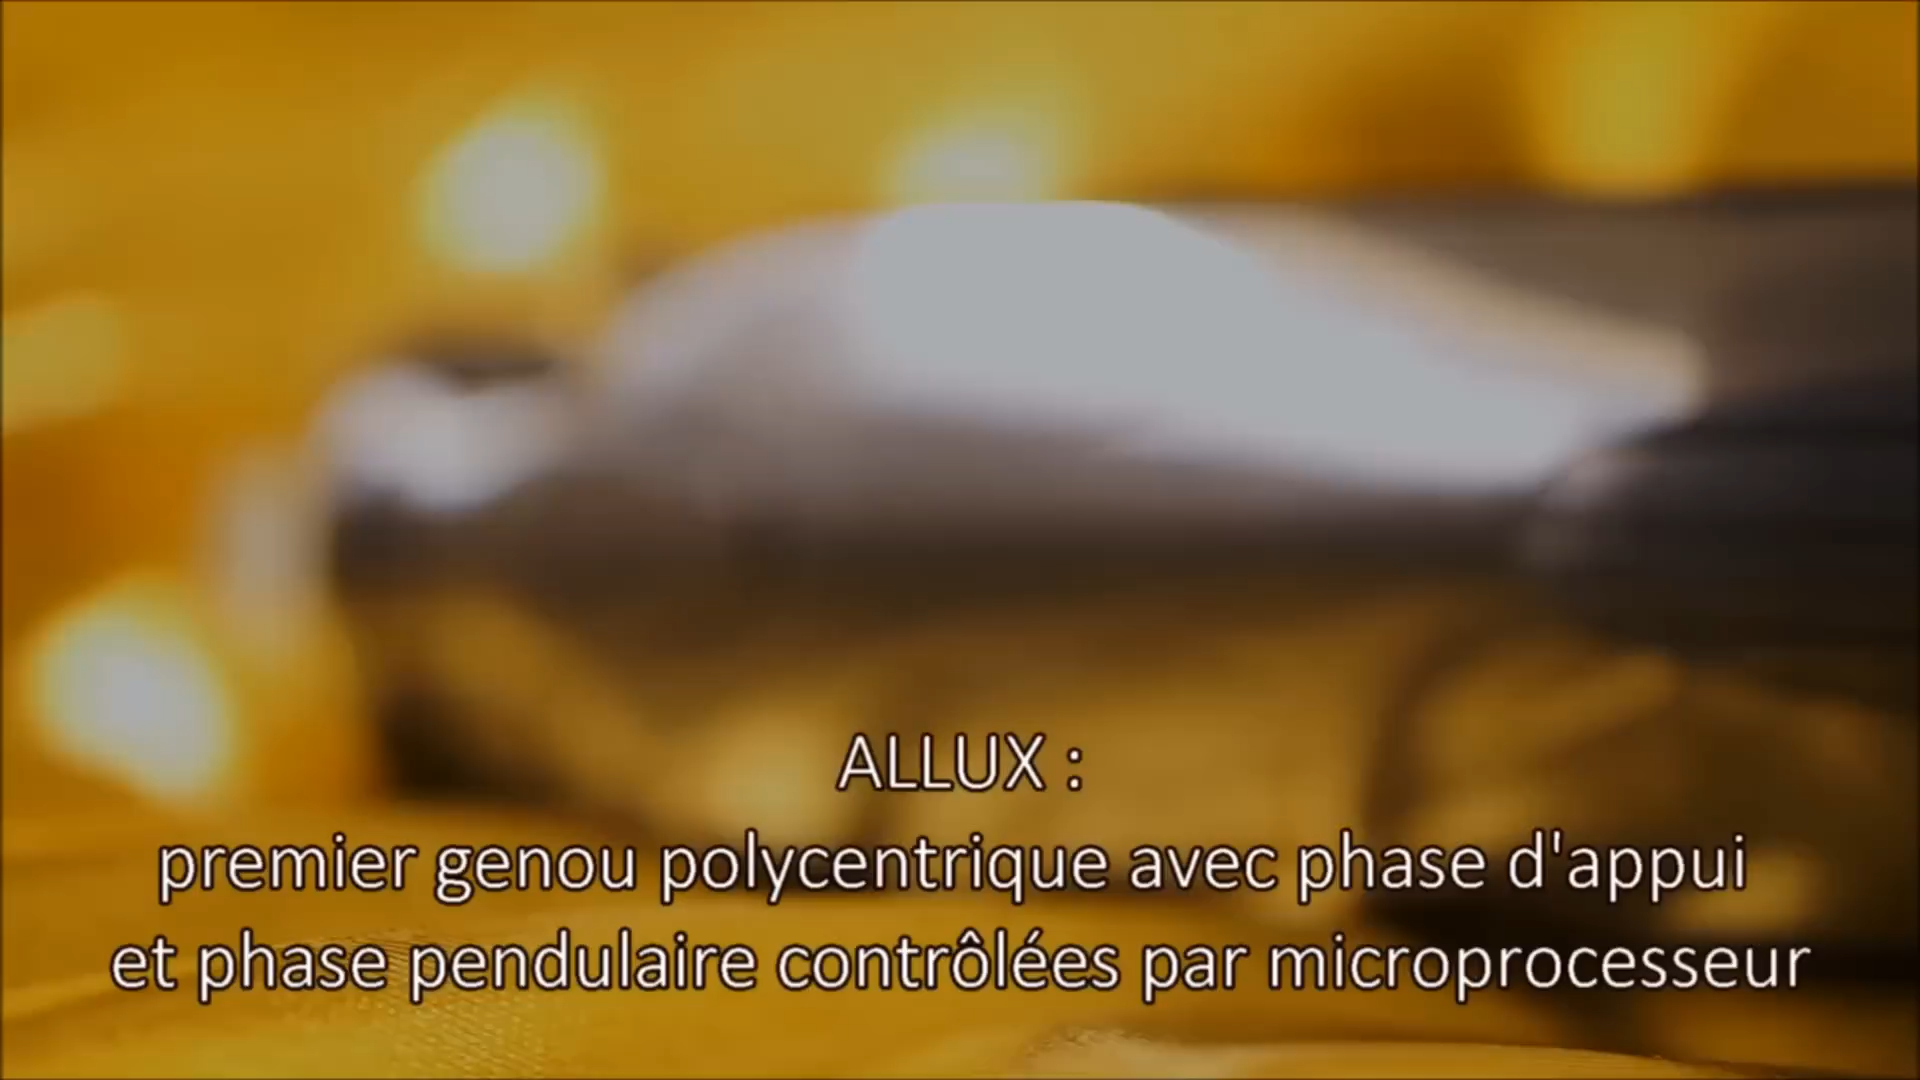 ALLUX :
premier genou polycentrique avec phase d'appui
et phase pendulaire contrôlées par microprocesseur